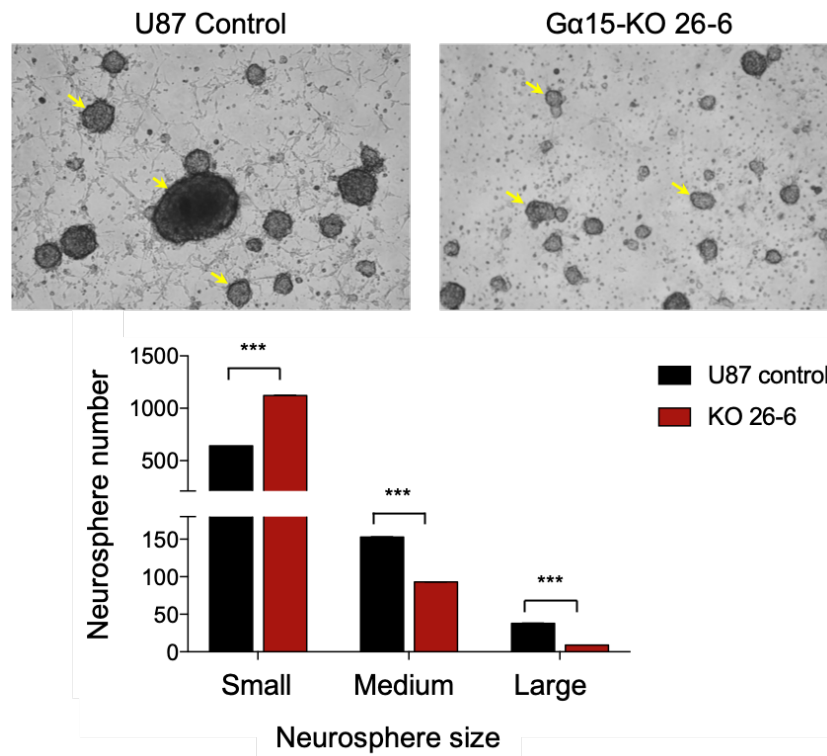 U87 Control
Gα15-KO 26-6
Neurosphere number
1500
1000
500
150
100
50
0
***
***
***
U87 control
KO 26-6
Small
Medium
Large
Neurosphere size